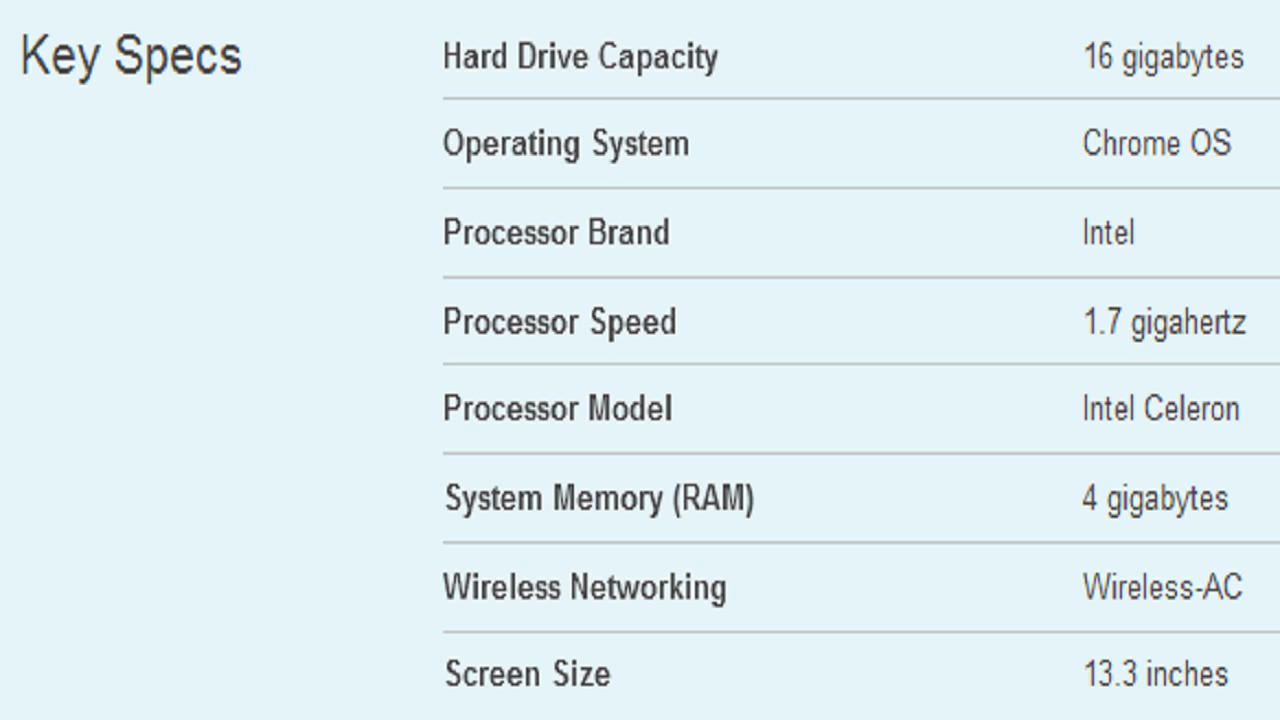 Key Specs
Hard Drive Capacity 16 gigabytes
Operating System Chrome OS
Processor Brand Intel
Processor Speed 1.7 gigahertz
Processor Model Intel Celeron
System Memory (RAM) 4 gigabytes
Wireless Networking Wireless-AC
Screen Size 13.3 inches